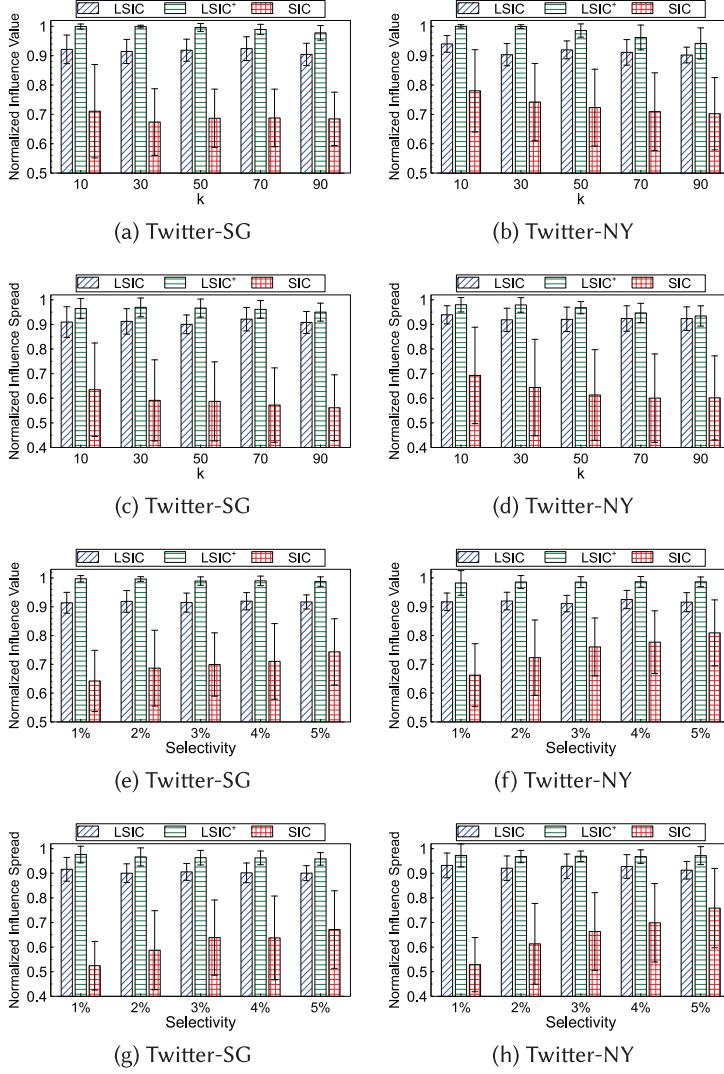 LSIC LSIC⁺ SIC
Normalized Influence Value
1
0.9
0.8
0.7
0.6
0.5
10 30 50 70 90
k
(a) Twitter-SG
LSIC LSIC⁺ SIC
Normalized Influence Value
1
0.9
0.8
0.7
0.6
0.5
10 30 50 70 90
k
(b) Twitter-NY
LSIC LSIC⁺ SIC
Normalized Influence Spread
1
0.9
0.8
0.7
0.6
0.5
0.4
10 30 50 70 90
k
(c) Twitter-SG
LSIC LSIC⁺ SIC
Normalized Influence Spread
1
0.9
0.8
0.7
0.6
0.5
0.4
10 30 50 70 90
k
(d) Twitter-NY
LSIC LSIC⁺ SIC
Normalized Influence Value
1
0.9
0.8
0.7
0.6
0.5
1% 2% 3% 4% 5%
Selectivity
(e) Twitter-SG
LSIC LSIC⁺ SIC
Normalized Influence Value
1
0.9
0.8
0.7
0.6
0.5
1% 2% 3% 4% 5%
Selectivity
(f) Twitter-NY
LSIC LSIC⁺ SIC
Normalized Influence Spread
1
0.9
0.8
0.7
0.6
0.5
0.4
1% 2% 3% 4% 5%
Selectivity
(g) Twitter-SG
LSIC LSIC⁺ SIC
Normalized Influence Spread
1
0.9
0.8
0.7
0.6
0.5
0.4
1% 2% 3% 4% 5%
Selectivity
(h) Twitter-NY